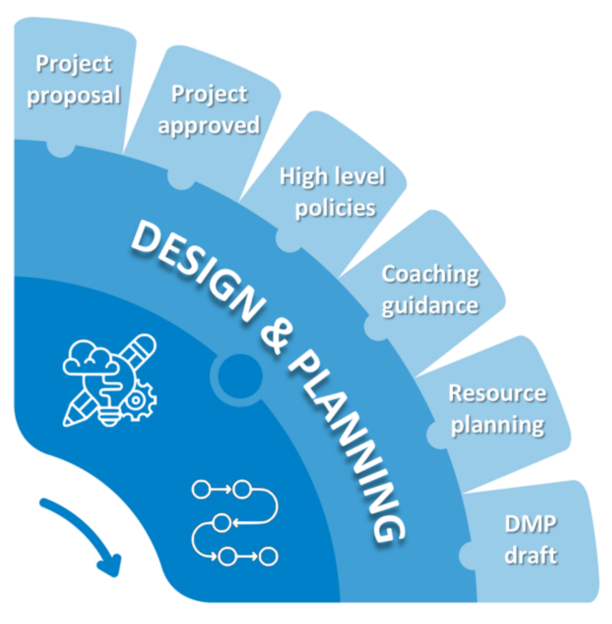 Project
proposal
Project
approved
High level
policies
Coaching
guidance
Resource
planning
DMP
draft
DESIGN & PLANNING